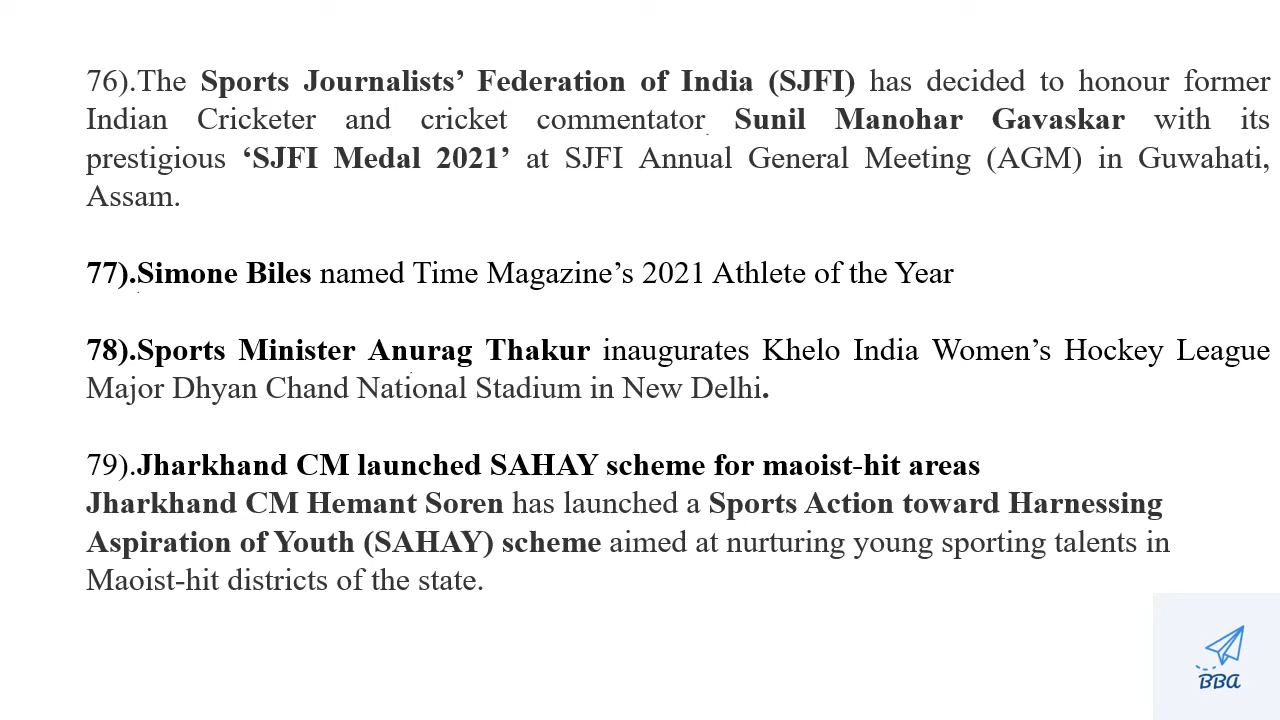 76).The Sports Journalists’ Federation of India (SJFI) has decided to honour former
Indian Cricketer and cricket commentator Sunil Manohar Gavaskar with its
prestigious ‘SJFI Medal 2021’ at SJFI Annual General Meeting (AGM) in Guwahati,
Assam.
77).Simone Biles named Time Magazine’s 2021 Athlete of the Year
78).Sports Minister Anurag Thakur inaugurates Khelo India Women’s Hockey League
Major Dhyan Chand National Stadium in New Delhi.
79).Jharkhand CM launched SAHAY scheme for maoist-hit areas
Jharkhand CM Hemant Soren has launched a Sports Action toward Harnessing
Aspiration of Youth (SAHAY) scheme aimed at nurturing young sporting talents in
Maoist-hit districts of the state.
BBA